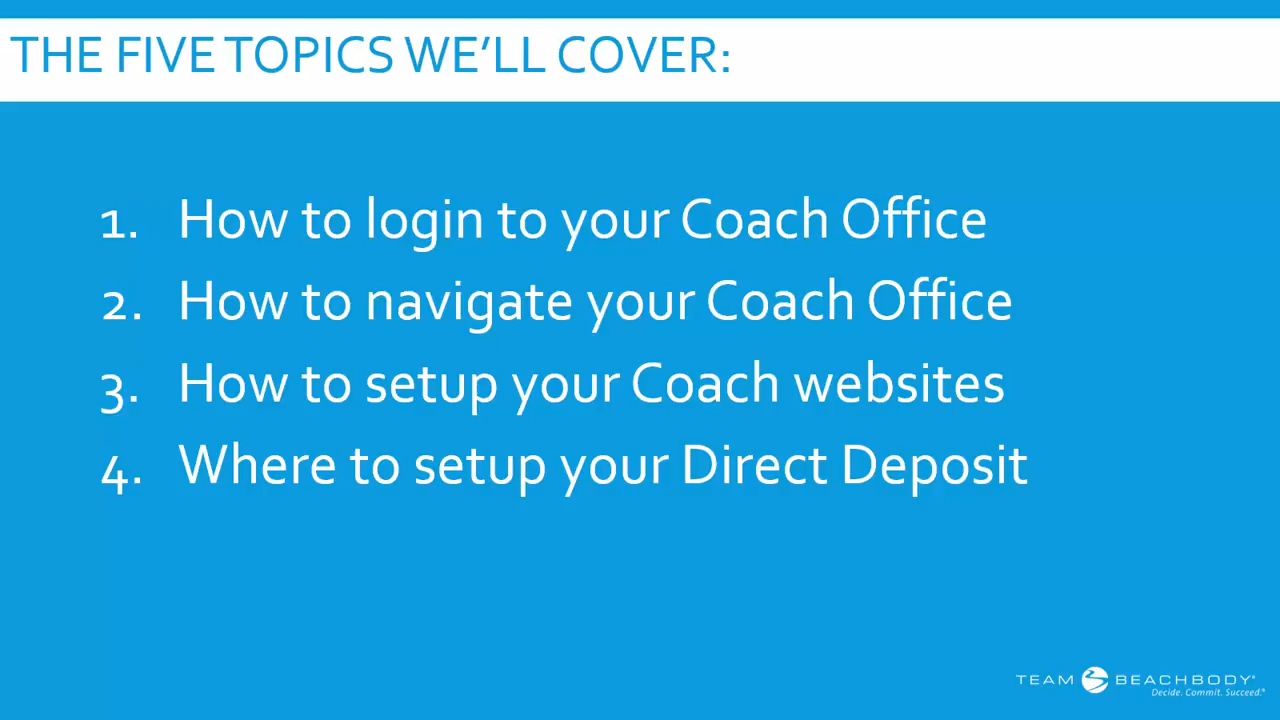 THE FIVE TOPICS WE'LL COVER:
1. How to login to your Coach Office
2. How to navigate your Coach Office
3. How to setup your Coach websites
4. Where to setup your Direct Deposit
TEAM BEACHBODY®
Decide. Commit. Succeed.®